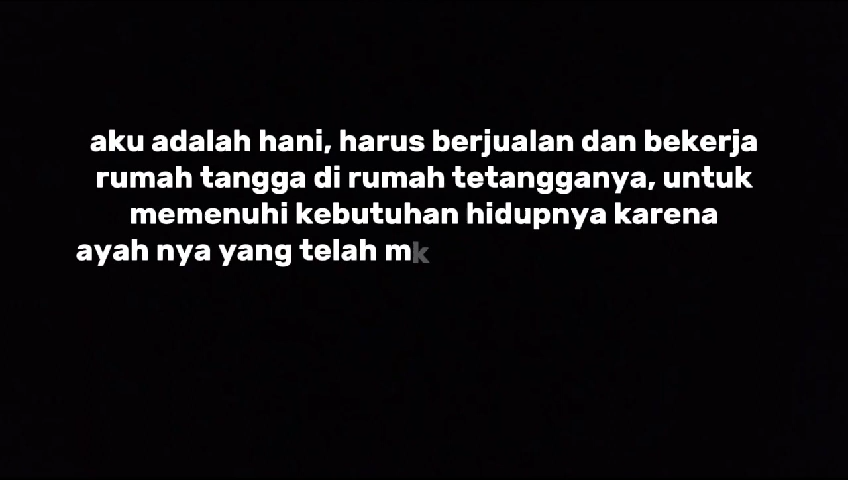 aku adalah hani, harus berjualan dan bekerja
rumah tangga di rumah tetangganya, untuk
memenuhi kebutuhan hidupnya karena
ayah nya yang telah mk